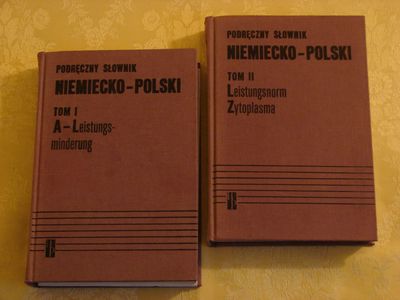 PODRĘCZNY SŁOWNIK
NIEMIECKO-POLSKI
TOM I
A-Leistungs-
minderung
PODRĘCZNY SŁOWNIK
NIEMIECKO-POLSKI
TOM II
Leistungsnorm
Zytoplasma